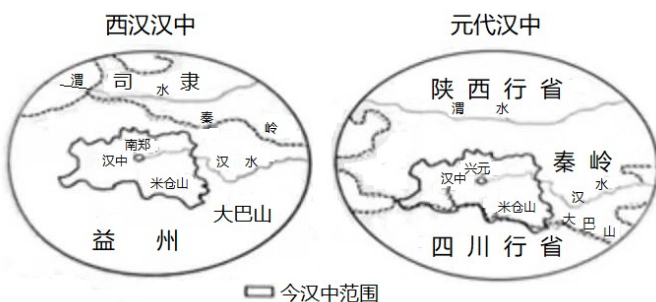 西汉汉中
元代汉中
渭
司隶
水
秦
岭
南郑
汉中
汉水
米仓山
大巴山
益州
陕西行省
渭水
秦岭
兴元
汉中
汉水
米仓山
大巴山
四川行省
今汉中范围